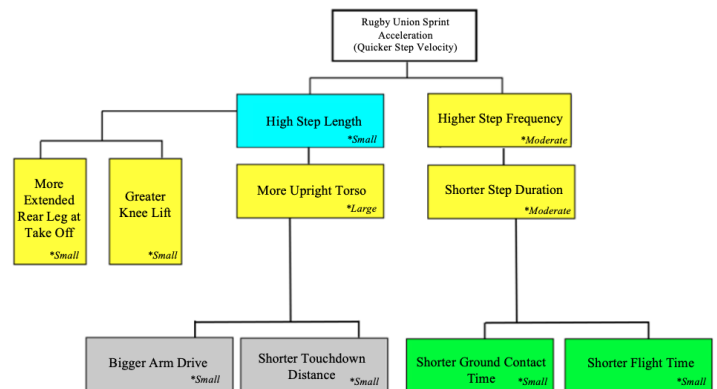 Rugby Union Sprint
Acceleration
(Quicker Step Velocity)
High Step Length
*Small
Higher Step Frequency
*Moderate
More
Extended
Rear Leg at
Take Off
*Small
Greater
Knee Lift
*Small
More Upright Torso
*Large
Shorter Step Duration
*Moderate
Bigger Arm Drive
*Small
Shorter Touchdown
Distance
*Small
Shorter Ground Contact
Time
*Small
Shorter Flight Time
*Small